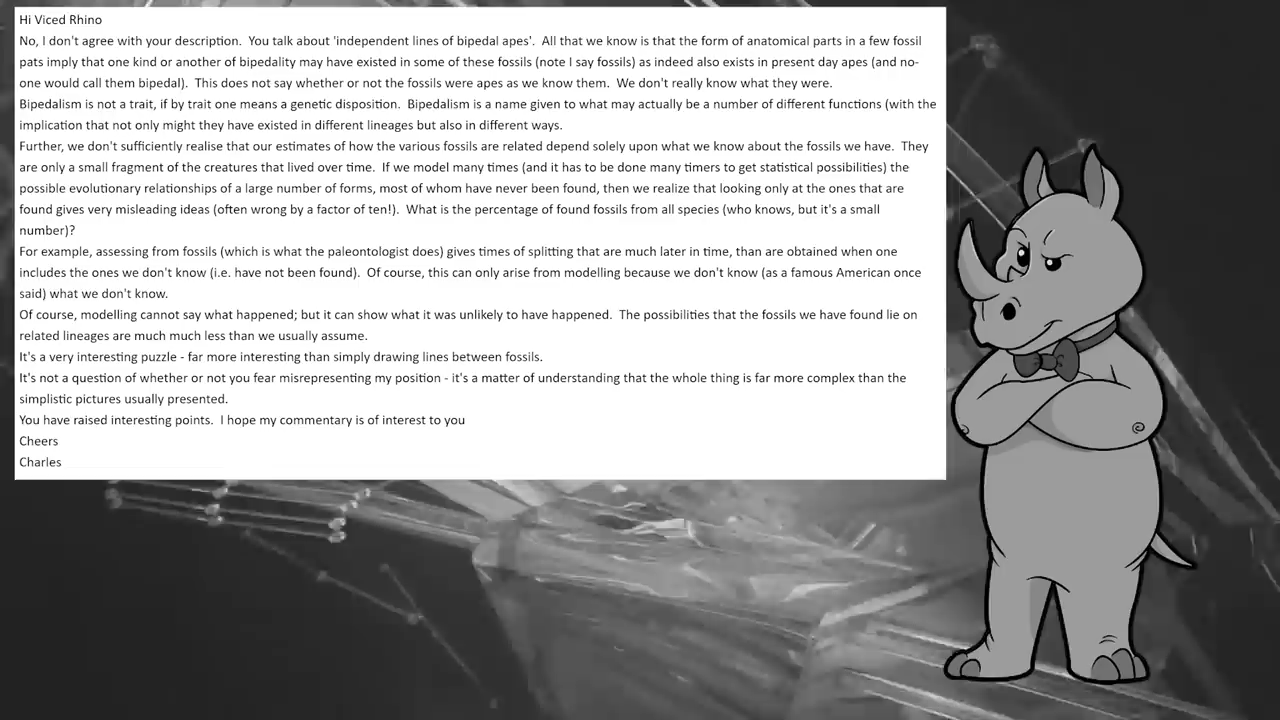 Hi Viced Rhino
No, I don't agree with your description.  You talk about 'independent lines of bipedal apes'.  All that we know is that the form of anatomical parts in a few fossil
pats imply that one kind or another of bipedality may have existed in some of these fossils (note I say fossils) as indeed also exists in present day apes (and no-
one would call them bipedal).  This does not say whether or not the fossils were apes as we know them.  We don't really know what they were.
Bipedalism is not a trait, if by trait one means a genetic disposition.  Bipedalism is a name given to what may actually be a number of different functions (with the
implication that not only might they have existed in different lineages but also in different ways.
Further, we don't sufficiently realise that our estimates of how the various fossils are related depend solely upon what we know about the fossils we have.  They
are only a small fragment of the creatures that lived over time.  If we model many times (and it has to be done many timers to get statistical possibilities) the
possible evolutionary relationships of a large number of forms, most of whom have never been found, then we realize that looking only at the ones that are
found gives very misleading ideas (often wrong by a factor of ten!).  What is the percentage of found fossils from all species (who knows, but it's a small
number)?
For example, assessing from fossils (which is what the paleontologist does) gives times of splitting that are much later in time, than are obtained when one
includes the ones we don't know (i.e. have not been found).  Of course, this can only arise from modelling because we don't know (as a famous American once
said) what we don't know.
Of course, modelling cannot say what happened; but it can show what it was unlikely to have happened.  The possibilities that the fossils we have found lie on
related lineages are much much less than we usually assume.
It's a very interesting puzzle - far more interesting than simply drawing lines between fossils.
It's not a question of whether or not you fear misrepresenting my position - it's a matter of understanding that the whole thing is far more complex than the
simplistic pictures usually presented.
You have raised interesting points.  I hope my commentary is of interest to you
Cheers
Charles